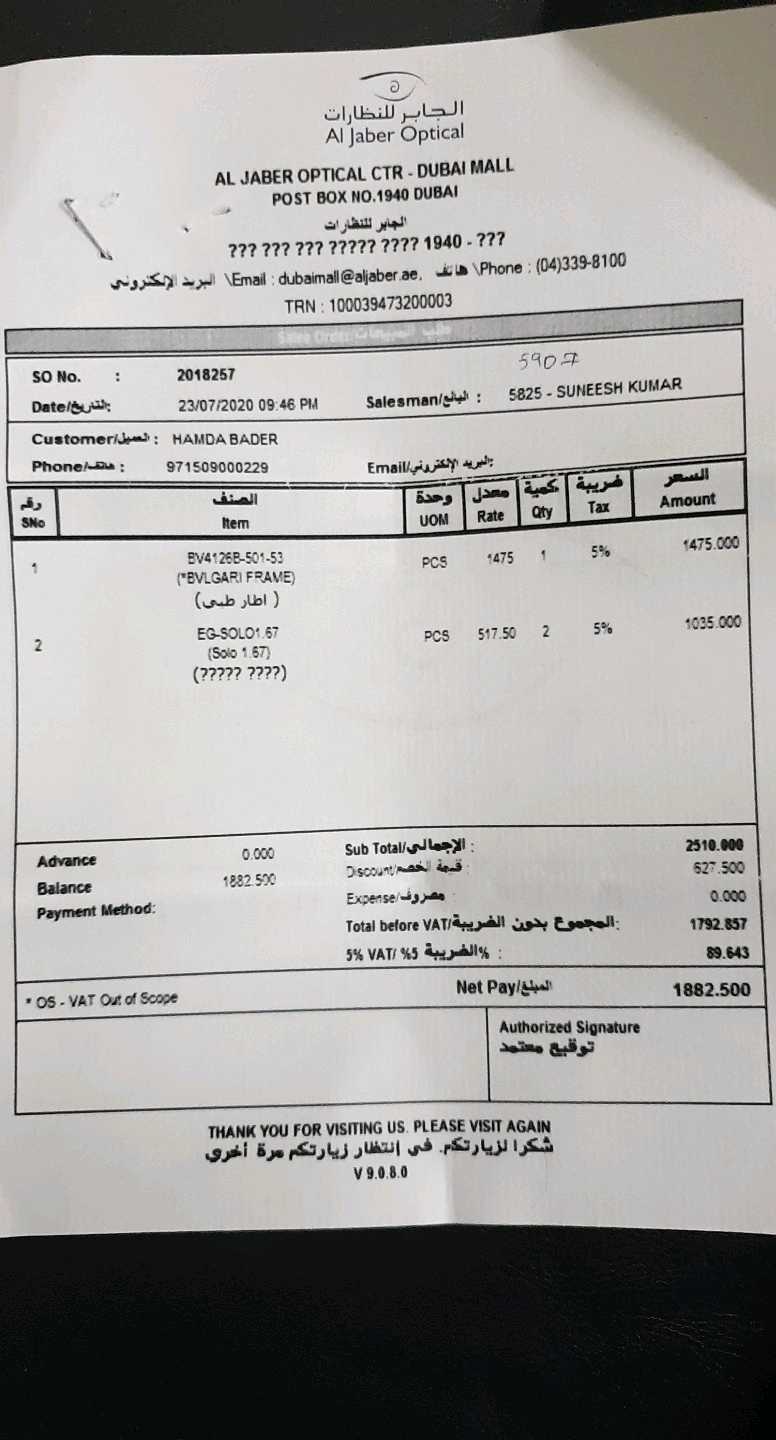 الجابر للنظارات
Al Jaber Optical
AL JABER OPTICAL CTR - DUBAI MALL
POST BOX NO.1940 DUBAI
الجابر للنظارات
??? ??? ??? ????? ???? 1940 - ???
البريد الإلكتروني \Email : dubaimall@aljaber.ae, هاتف \Phone : (04)339-8100
TRN : 100039473200003
Sales Order طلب المبيعات
5907
SO No. : 2018257
Date/التاريخ: 23/07/2020 09:46 PM Salesman/البائع : 5825 - SUNEESH KUMAR
Customer/العميل : HAMDA BADER
Phone/هاتف : 971509000229 Email/البريد الإلكتروني:
رقم الصنف وحدة معدل كمية ضريبة السعر
SNo Item UOM Rate Qty Tax Amount
1 BV4126B-501-53 PCS 1475 1 5% 1475.000
(*BVLGARI FRAME)
(اطار طبي )
2 EG-SOLO1.67 PCS 517.50 2 5% 1035.000
(Solo 1.67)
(????? ????)
Advance 0.000 Sub Total/الإجمالي : 2510.000
Balance 1882.500 Discount/قيمة الخصم : 627.500
Payment Method: Expense/مصروف : 0.000
Total before VAT/المجموع بدون الضريبة: 1792.857
5% VAT/ %5 الضريبة% : 89.643
* OS - VAT Out of Scope Net Pay/المبلغ : 1882.500
Authorized Signature
توقيع معتمد
THANK YOU FOR VISITING US. PLEASE VISIT AGAIN
شكرا لزيارتكم. في إنتظار زيارتكم مرة أخرى
V 9.0.8.0